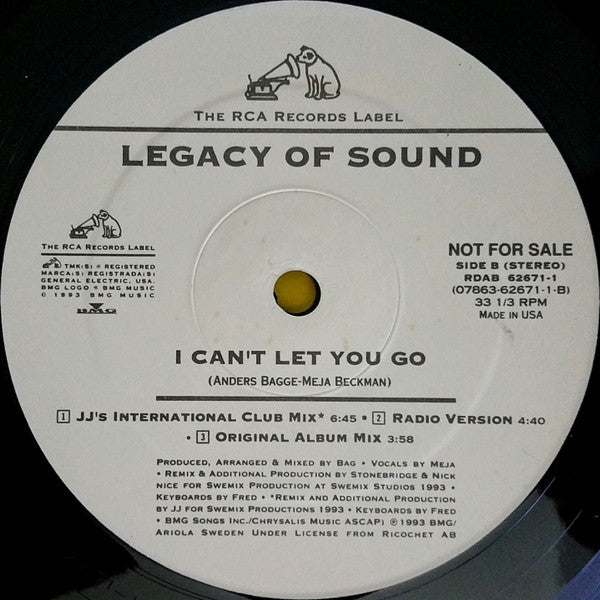 The RCA Records Label
LEGACY OF SOUND
The RCA Records Label
TMK(S) ® REGISTERED
MARCA(S) REGISTRADA(S)
GENERAL ELECTRIC, USA.
BMG LOGO ® BMG MUSIC
© 1993 BMG MUSIC
BMG
NOT FOR SALE
SIDE B (STEREO)
RDAB 62671-1
(07863-62671-1-B)
33 1/3 RPM
Made in USA
I CAN'T LET YOU GO
(Anders Bagge-Meja Beckman)
1 JJ's International Club Mix* 6:45 • 2 Radio Version 4:40
• 3 Original Album Mix 3:58
Produced, Arranged & Mixed by Bag • Vocals by Meja
• Remix & Additional Production by Stonebridge & Nick
nice for Swemix Production at Swemix Studios 1993 •
Keyboards by Fred • *Remix and Additional Production
by JJ for Swemix Productions 1993 • Keyboards by Fred
• BMG Songs Inc./Chrysalis Music ASCAP) ℗ 1993 BMG/
Ariola Sweden Under License from Ricochet AB